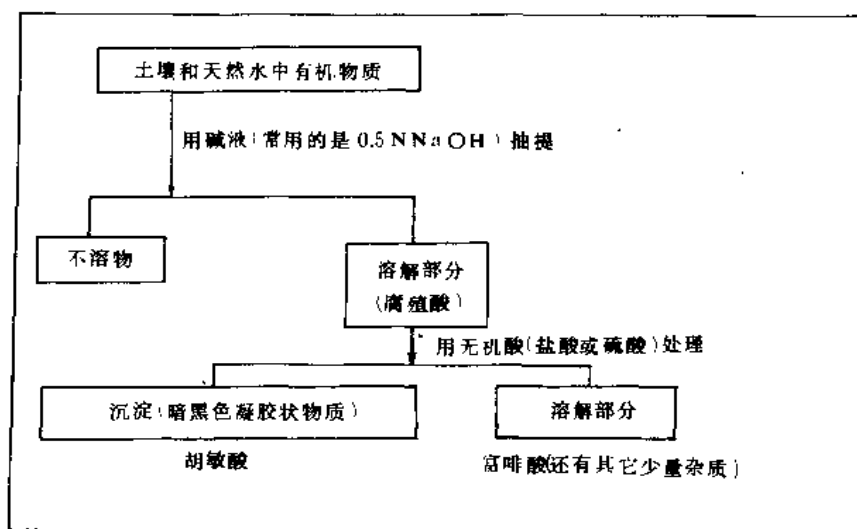 土壤和天然水中有机物质
用碱液(常用的是0.5NNaOH)抽提
不溶物
溶解部分
(腐殖酸)
用无机酸(盐酸或硫酸)处理
沉淀(暗黑色凝胶状物质)
溶解部分
胡敏酸
富啡酸(还有其它少量杂质)